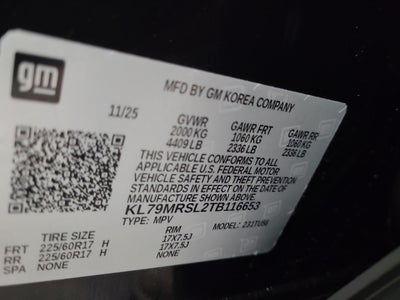 gm
MFD BY GM KOREA COMPANY
11/25 GVWR GAWR FRT GAWR RR
2000 KG 1060 KG 1060 KG
4409 LB 2336 LB 2336 LB
THIS VEHICLE CONFORMS TO ALL
APPLICABLE U.S. FEDERAL MOTOR
VEHICLE SAFETY AND THEFT PREVENTION
STANDARDS IN EFFECT ON THE DATE OF
MANUFACTURE SHOWN ABOVE.
KL79MRSL2TB116653
TYPE: MPV MODEL:
TIRE SIZE RIM
FRT 225/60R17 H 17X7.5J
RR 225/60R17 H 17X7.5J
SPA NONE NONE